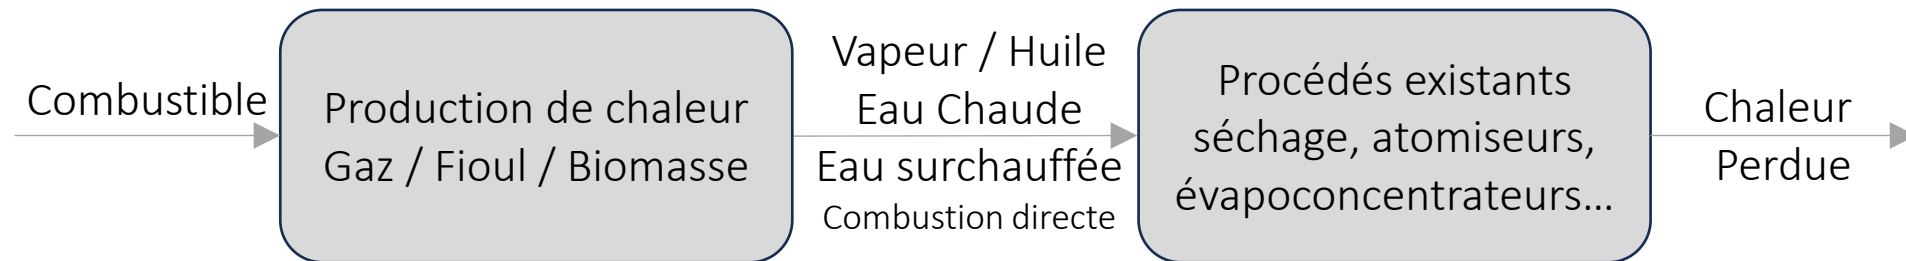 Combustible
Production de chaleur
Gaz / Fioul / Biomasse
Vapeur / Huile
Eau Chaude
Eau surchauffée
Combustion directe
Procédés existants
séchage, atomiseurs,
évapoconcentrateurs...
Chaleur
Perdue